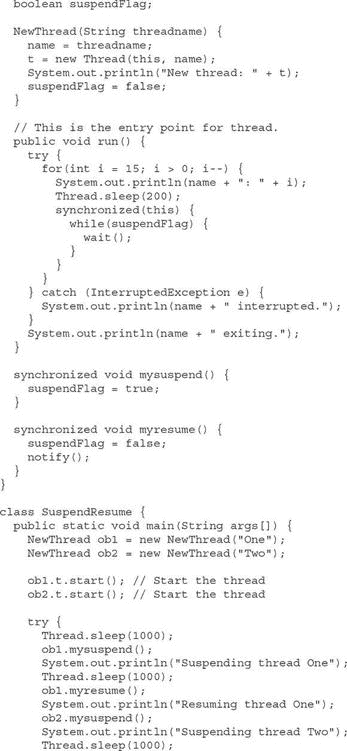 boolean suspendFlag;
NewThread(String threadname) {
name = threadname;
t = new Thread(this, name);
System.out.println("New thread: " + t);
suspendFlag = false;
}
// This is the entry point for thread.
public void run() {
try {
for(int i = 15; i > 0; i--) {
System.out.println(name + ": " + i);
Thread.sleep(200);
synchronized(this) {
while(suspendFlag) {
wait();
}
}
}
} catch (InterruptedException e) {
System.out.println(name + " interrupted.");
}
System.out.println(name + " exiting.");
}
synchronized void mysuspend() {
suspendFlag = true;
}
synchronized void myresume() {
suspendFlag = false;
notify();
}
}
class SuspendResume {
public static void main(String args[]) {
NewThread ob1 = new NewThread("One");
NewThread ob2 = new NewThread("Two");
ob1.t.start(); // Start the thread
ob2.t.start(); // Start the thread
try {
Thread.sleep(1000);
ob1.mysuspend();
System.out.println("Suspending thread One");
Thread.sleep(1000);
ob1.myresume();
System.out.println("Resuming thread One");
ob2.mysuspend();
System.out.println("Suspending thread Two");
Thread.sleep(1000);